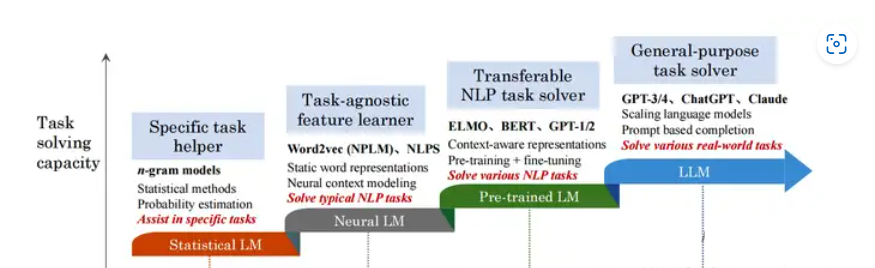 Task
solving
capacity
Specific task
helper
n-gram models
Statistical methods
Probability estimation
Assist in specific tasks
Statistical LM
Task-agnostic
feature learner
Word2vec (NPLM)、NLPS
Static word representations
Neural context modeling
Solve typical NLP tasks
Neural LM
Transferable
NLP task solver
ELMO、BERT、GPT-1/2
Context-aware representations
Pre-training + fine-tuning
Solve various NLP tasks
Pre-trained LM
General-purpose
task solver
GPT-3/4、ChatGPT、Claude
Scaling language models
Prompt based completion
Solve various real-world tasks
LLM